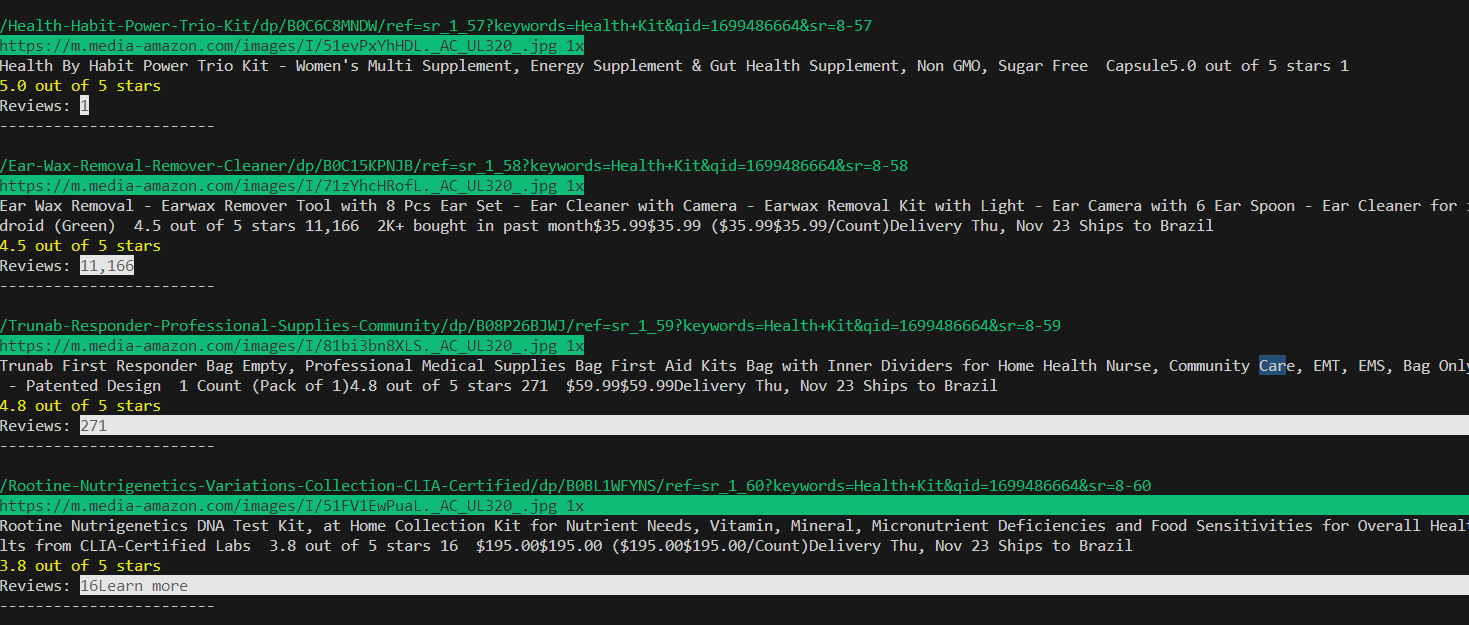 /Health-Habit-Power-Trio-Kit/dp/B0C6C8MNDW/ref=sr_1_57?keywords=Health+Kit&qid=1699486664&sr=8-57
https://m.media-amazon.com/images/I/51evPxYhHDL._AC_UL320_.jpg 1x
Health By Habit Power Trio Kit - Women's Multi Supplement, Energy Supplement & Gut Health Supplement, Non GMO, Sugar Free  Capsule5.0 out of 5 stars 1
5.0 out of 5 stars
Reviews: 1
------------------------
/Ear-Wax-Removal-Remover-Cleaner/dp/B0C15KPNJB/ref=sr_1_58?keywords=Health+Kit&qid=1699486664&sr=8-58
https://m.media-amazon.com/images/I/71zYhcHRofL._AC_UL320_.jpg 1x
Ear Wax Removal - Earwax Remover Tool with 8 Pcs Ear Set - Ear Cleaner with Camera - Earwax Removal Kit with Light - Ear Camera with 6 Ear Spoon - Ear Cleaner for
droid (Green)  4.5 out of 5 stars 11,166  2K+ bought in past month$35.99$35.99 ($35.99$35.99/Count)Delivery Thu, Nov 23 Ships to Brazil
4.5 out of 5 stars
Reviews: 11,166
------------------------
/Trunab-Responder-Professional-Supplies-Community/dp/B08P26BJWJ/ref=sr_1_59?keywords=Health+Kit&qid=1699486664&sr=8-59
https://m.media-amazon.com/images/I/81bi3bn8XLS._AC_UL320_.jpg 1x
Trunab First Responder Bag Empty, Professional Medical Supplies Bag First Aid Kits Bag with Inner Dividers for Home Health Nurse, Community Care, EMT, EMS, Bag Only
- Patented Design  1 Count (Pack of 1)4.8 out of 5 stars 271  $59.99$59.99Delivery Thu, Nov 23 Ships to Brazil
4.8 out of 5 stars
Reviews: 271
------------------------
/Rootine-Nutrigenetics-Variations-Collection-CLIA-Certified/dp/B0BL1WFYNS/ref=sr_1_60?keywords=Health+Kit&qid=1699486664&sr=8-60
https://m.media-amazon.com/images/I/51FV1EwPuaL._AC_UL320_.jpg 1x
Rootine Nutrigenetics DNA Test Kit, at Home Collection Kit for Nutrient Needs, Vitamin, Mineral, Micronutrient Deficiencies and Food Sensitivities for Overall Heal
lts from CLIA-Certified Labs  3.8 out of 5 stars 16  $195.00$195.00 ($195.00$195.00/Count)Delivery Thu, Nov 23 Ships to Brazil
3.8 out of 5 stars
Reviews: 16Learn more
------------------------